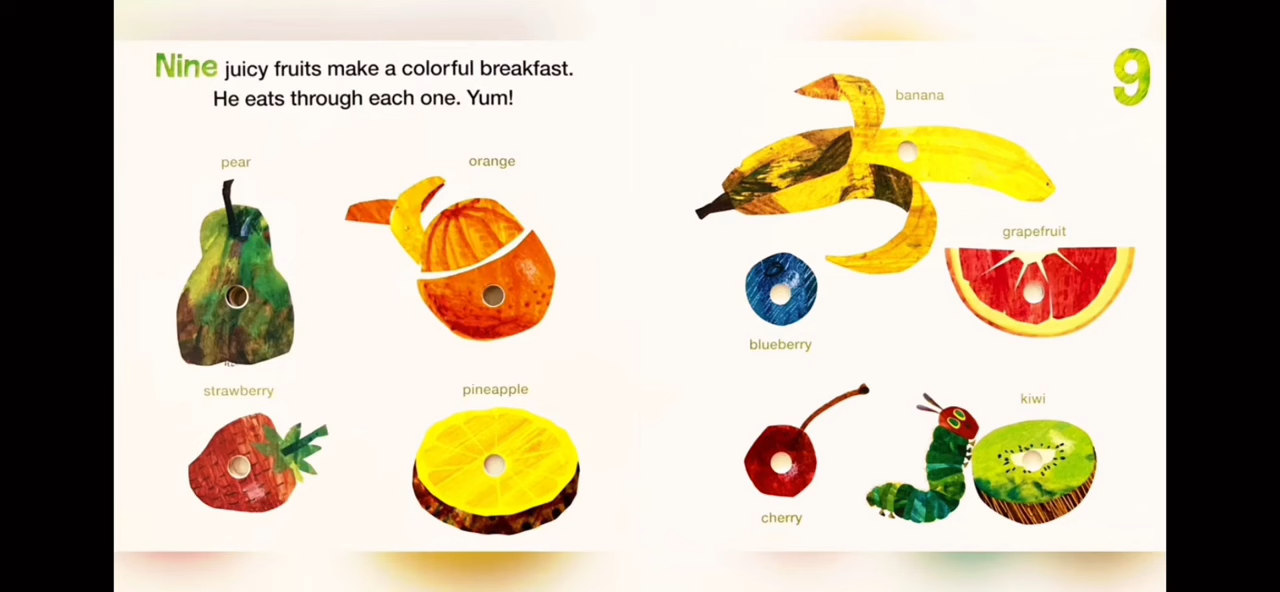 Nine juicy fruits make a colorful breakfast.
He eats through each one. Yum!
pear
orange
strawberry
pineapple
9
banana
grapefruit
blueberry
kiwi
cherry